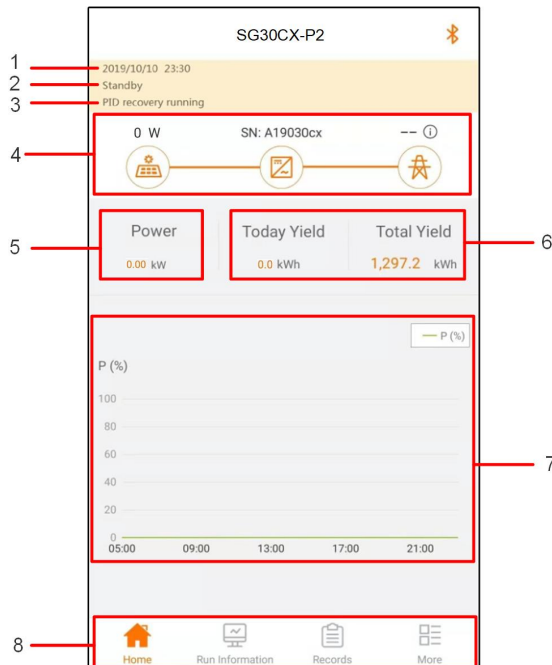 SG30CX-P2
1
2019/10/10 23:30
2
Standby
3
PID recovery running
0 W SN: A19030cx --
4
5
Power Today Yield Total Yield
6
0.00 kW 0.0 kWh 1,297.2 kWh
P (%)
P (%)
100
80
60
7
40
20
0
05:00 09:00 13:00 17:00 21:00
8
Home Run Information Records More